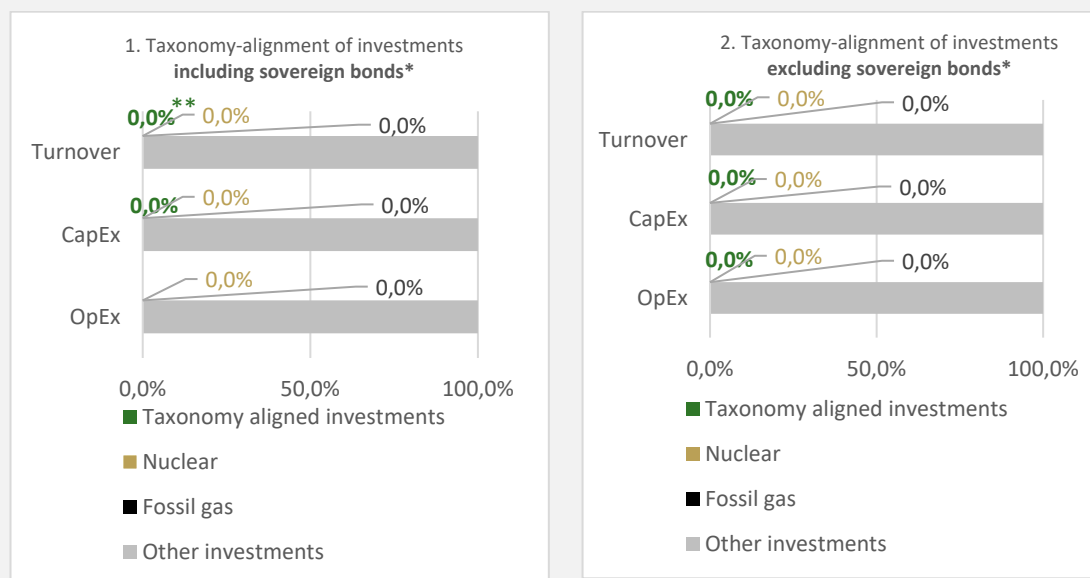 1. Taxonomy-alignment of investments
including sovereign bonds*
0,0%** 0,0%
0,0%
Turnover
0,0% 0,0%
0,0%
CapEx
0,0%
0,0%
OpEx
0,0% 50,0% 100,0%
Taxonomy aligned investments
Nuclear
Fossil gas
Other investments
2. Taxonomy-alignment of investments
excluding sovereign bonds*
0,0% 0,0% 0,0%
Turnover
0,0% 0,0% 0,0%
CapEx
0,0% 0,0% 0,0%
OpEx
0,0% 50,0% 100,0%
Taxonomy aligned investments
Nuclear
Fossil gas
Other investments